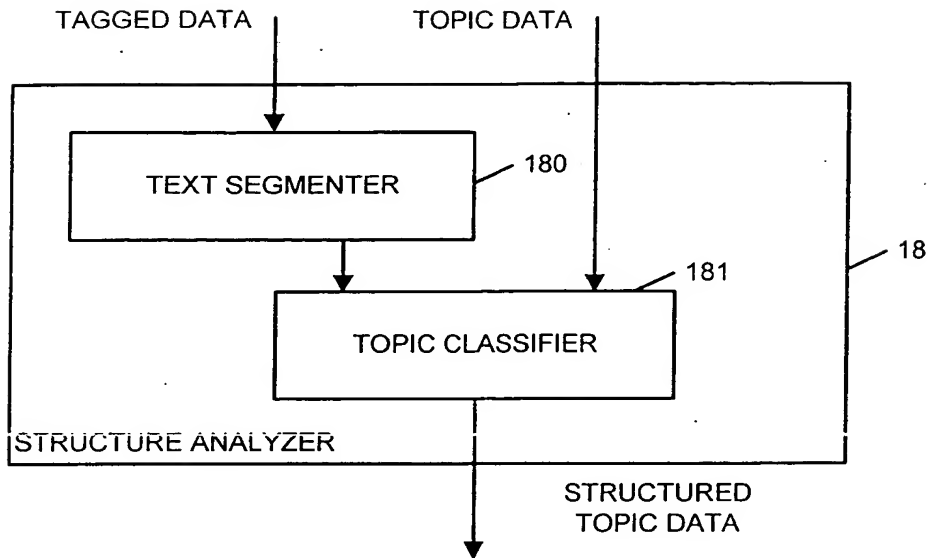 TAGGED DATA
TOPIC DATA
TEXT SEGMENTER
180
18
181
TOPIC CLASSIFIER
STRUCTURE ANALYZER
STRUCTURED
TOPIC DATA